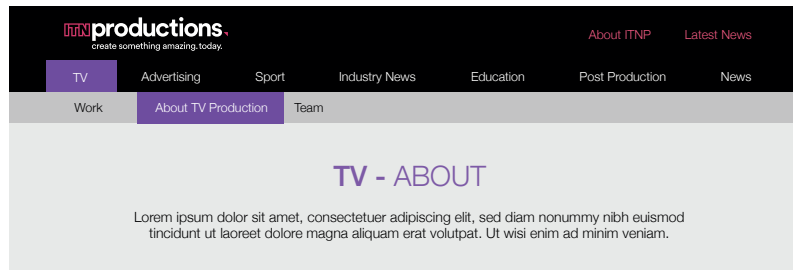 ITN productions.
create something amazing. today.
About ITNP Latest News
TV Advertising Sport Industry News Education Post Production News
Work About TV Production Team
TV - ABOUT
Lorem ipsum dolor sit amet, consectetuer adipiscing elit, sed diam nonummy nibh euismod
tincidunt ut laoreet dolore magna aliquam erat volutpat. Ut wisi enim ad minim veniam.